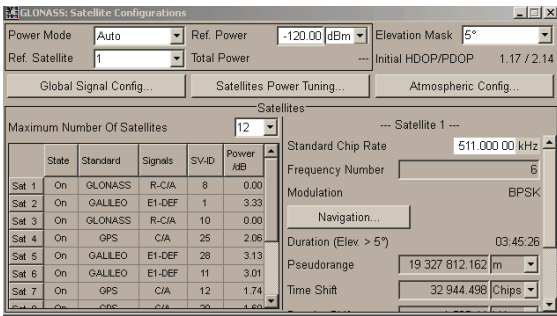 GLONASS: Satellite Configurations
Power Mode Auto Ref. Power -120.00 dBm Elevation Mask 5°
Ref. Satellite 1 Total Power --- Initial HDOP/PDOP 1.17 / 2.14
Global Signal Config... Satellites Power Tuning... Atmospheric Config...
Satellites
Maximum Number Of Satellites 12
State Standard Signals SV-ID Power /dB
Sat 1 On GLONASS R-C/A 8 0.00
Sat 2 On GALILEO E1-DEF 1 3.33
Sat 3 On GLONASS R-C/A 10 0.00
Sat 4 On GPS C/A 25 2.06
Sat 5 On GALILEO E1-DEF 28 3.13
Sat 6 On GALILEO E1-DEF 11 3.01
Sat 7 On GPS C/A 12 1.74
--- Satellite 1 ---
Standard Chip Rate 511.000 00 kHz
Frequency Number 6
Modulation BPSK
Navigation...
Duration (Elev. > 5°) 03:45:26
Pseudorange 19 327 812.162 m
Time Shift 32 944.498 Chips